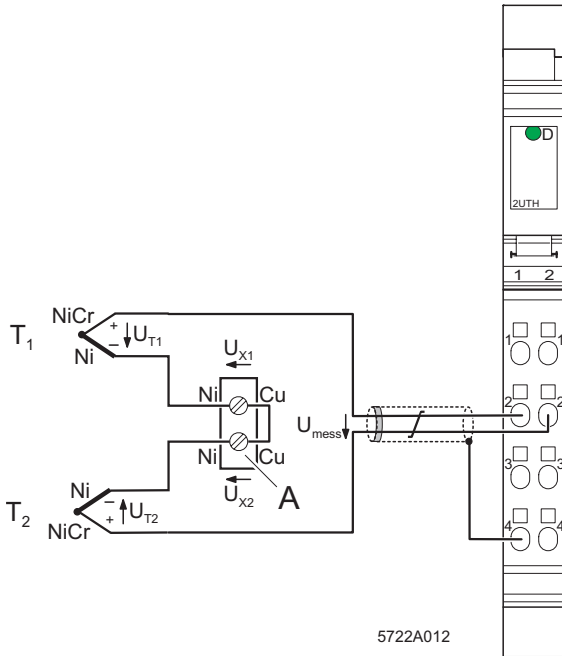 D
2UTH
1 2
NiCr
+
T1
UT1
Ni
−
UX1
1 1
Ni Cu
2 2
Umess
Ni Cu
Ni
−
UX2
A
3 3
T2
UT2
NiCr
+
4 4
5722A012